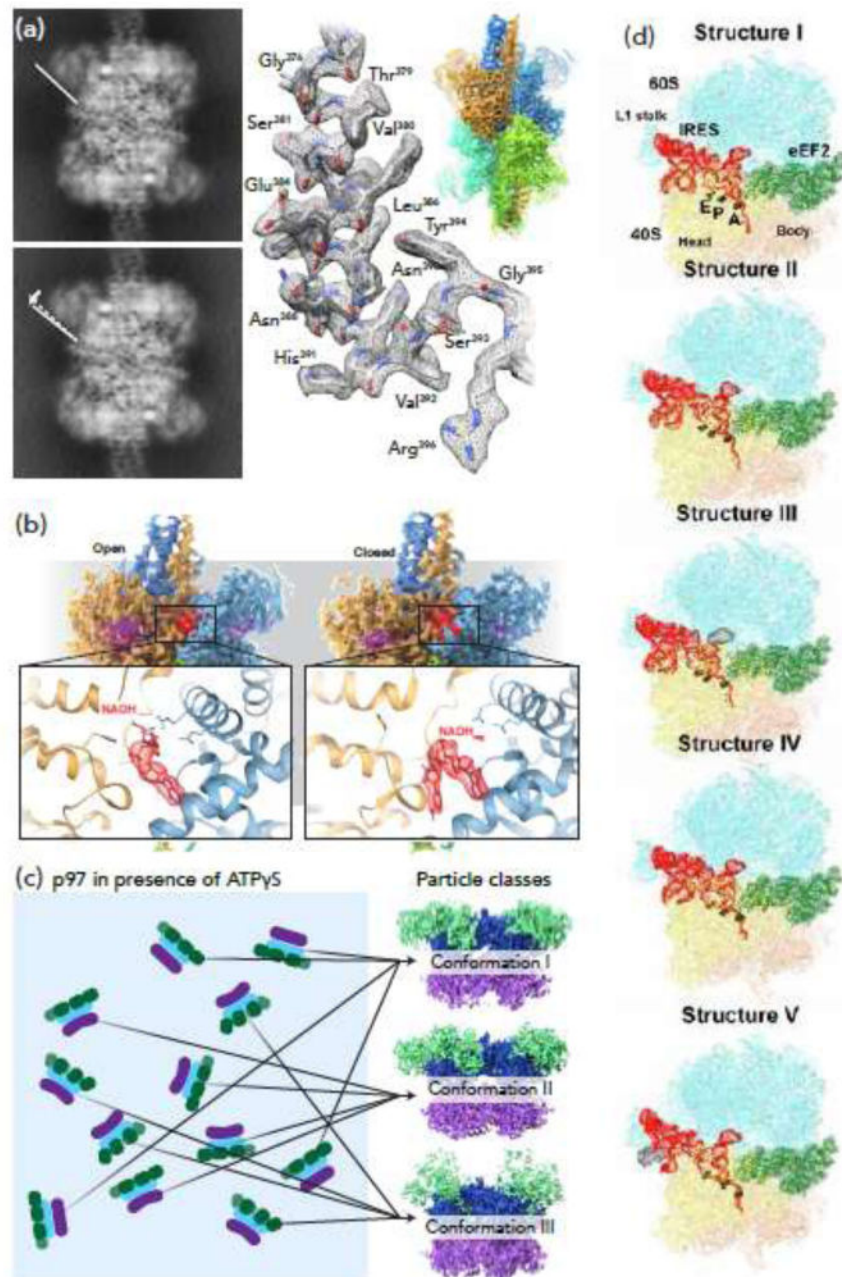 (a)
Gly³⁷⁶
Thr³⁷⁹
Ser³⁸¹
Val³⁸⁰
Glu³⁸⁴
Leu³⁸⁶
Tyr³⁹⁴
Gly³⁹⁵
Asn
Asn
Ser³⁹³
His³⁹¹
Val³⁹²
Arg³⁹⁶
(b)
Open
Closed
NADH
NADH
(c) p97 in presence of ATPγS
Particle classes
Conformation I
Conformation II
Conformation III
(d)
Structure I
60S
L1 stalk
IRES
eEF2
E P A
40S
Head
Body
Structure II
Structure III
Structure IV
Structure V